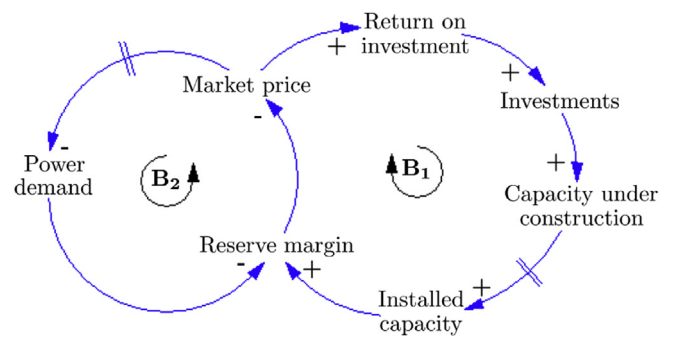 Return on
investment
+
Market price
-
+
Investments
-
Power
demand
B₂
B₁
+
Capacity under
construction
Reserve margin
-
+
+
Installed
capacity